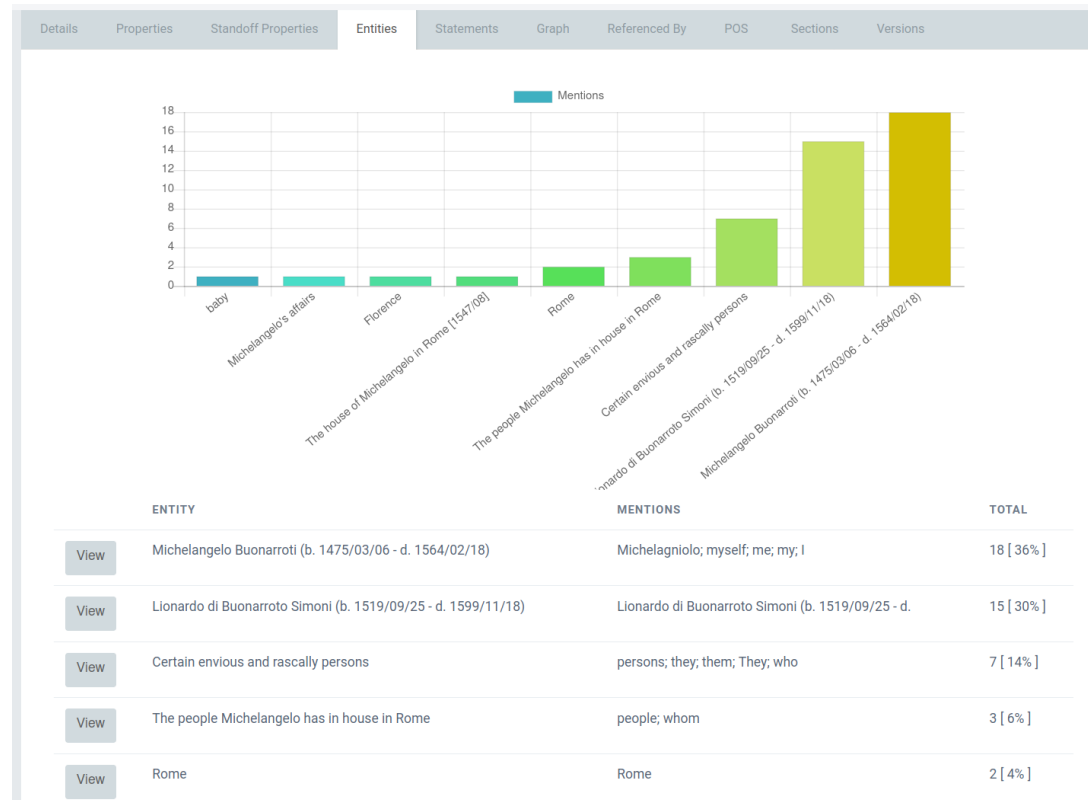 Details Properties Standoff Properties Entities Statements Graph Referenced By POS Sections Versions
Mentions
18
16
14
12
10
8
6
4
2
0
baby
Michelangelo's affairs
Florence
The house of Michelangelo in Rome [1547/08]
Rome
The people Michelangelo has in house in Rome
Certain envious and rascally persons
ionardo di Buonarroto Simoni (b. 1519/09/25 - d. 1599/11/18)
Michelangelo Buonarroti (b. 1475/03/06 - d. 1564/02/18)
ENTITY MENTIONS TOTAL
View Michelangelo Buonarroti (b. 1475/03/06 - d. 1564/02/18) Michelagniolo; myself; me; my; I 18 [ 36% ]
View Lionardo di Buonarroto Simoni (b. 1519/09/25 - d. 1599/11/18) Lionardo di Buonarroto Simoni (b. 1519/09/25 - d. 15 [ 30% ]
View Certain envious and rascally persons persons; they; them; They; who 7 [ 14% ]
View The people Michelangelo has in house in Rome people; whom 3 [ 6% ]
View Rome Rome 2 [ 4% ]